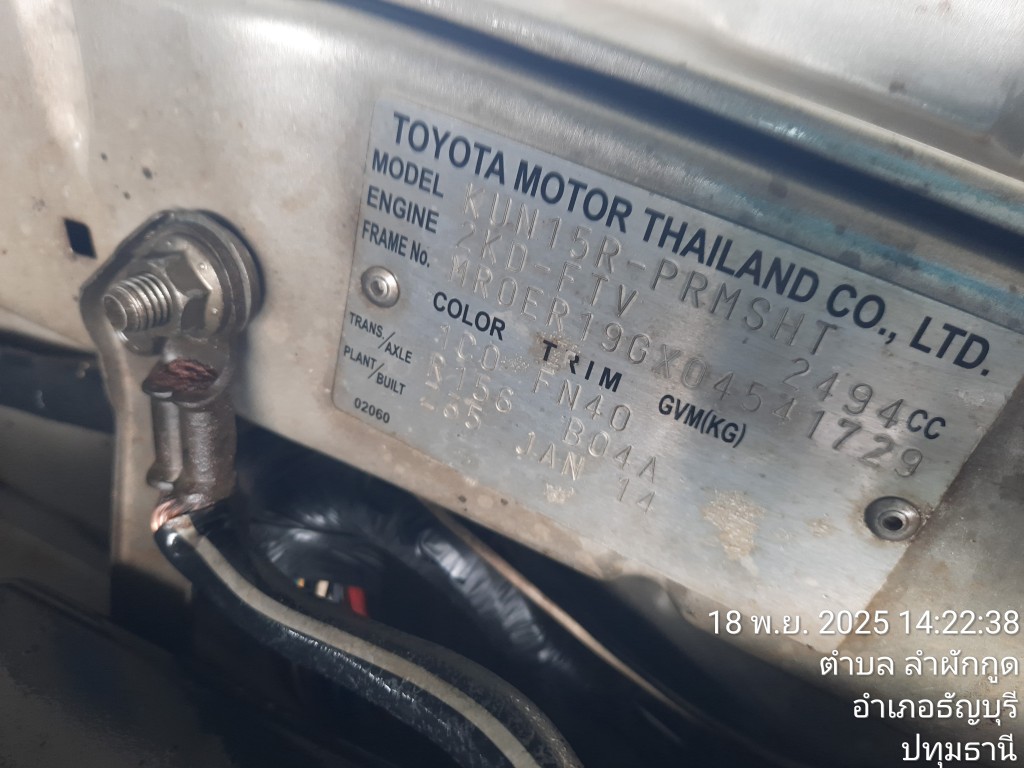 TOYOTA MOTOR THAILAND CO., LTD.
MODEL KUN15R-PRMSHT
ENGINE 2KD-FTV 2494 CC
FRAME No. MR0ER19GX04541729
COLOR TRIM GVM(KG)
1C0 FN40
TRANS/AXLE R156 B04A
PLANT/BUILT -65 JAN 14
02060
18 พ.ย. 2025 14:22:38
ตำบล ลำผักกูด
อำเภอธัญบุรี
ปทุมธานี